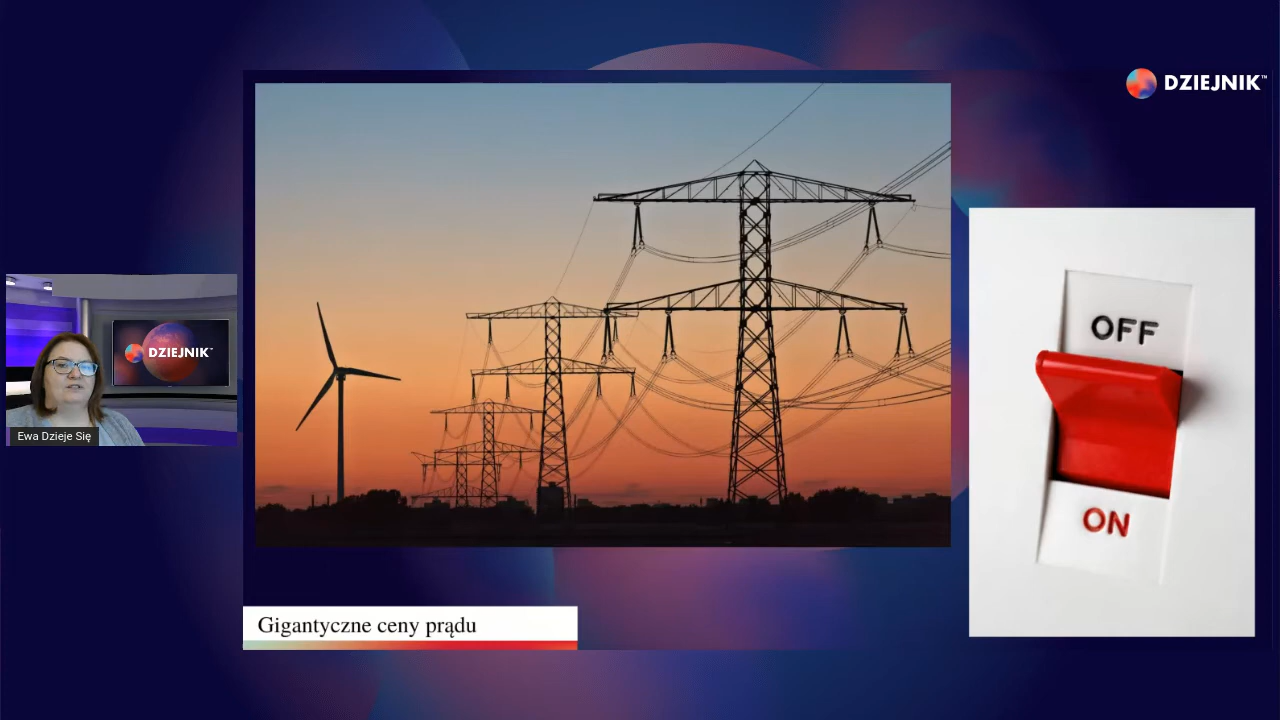 DZIEJNIK™
OFF
ON
DZIEJNIK™
Ewa Dzieje Się
Gigantyczne ceny prądu